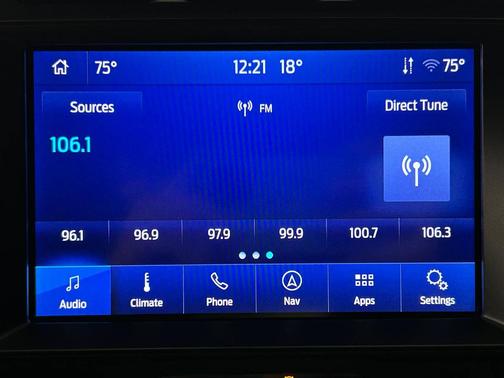 75° 12:21 18° 75°
Sources FM Direct Tune
106.1
96.1 96.9 97.9 99.9 100.7 106.3
Audio Climate Phone Nav Apps Settings